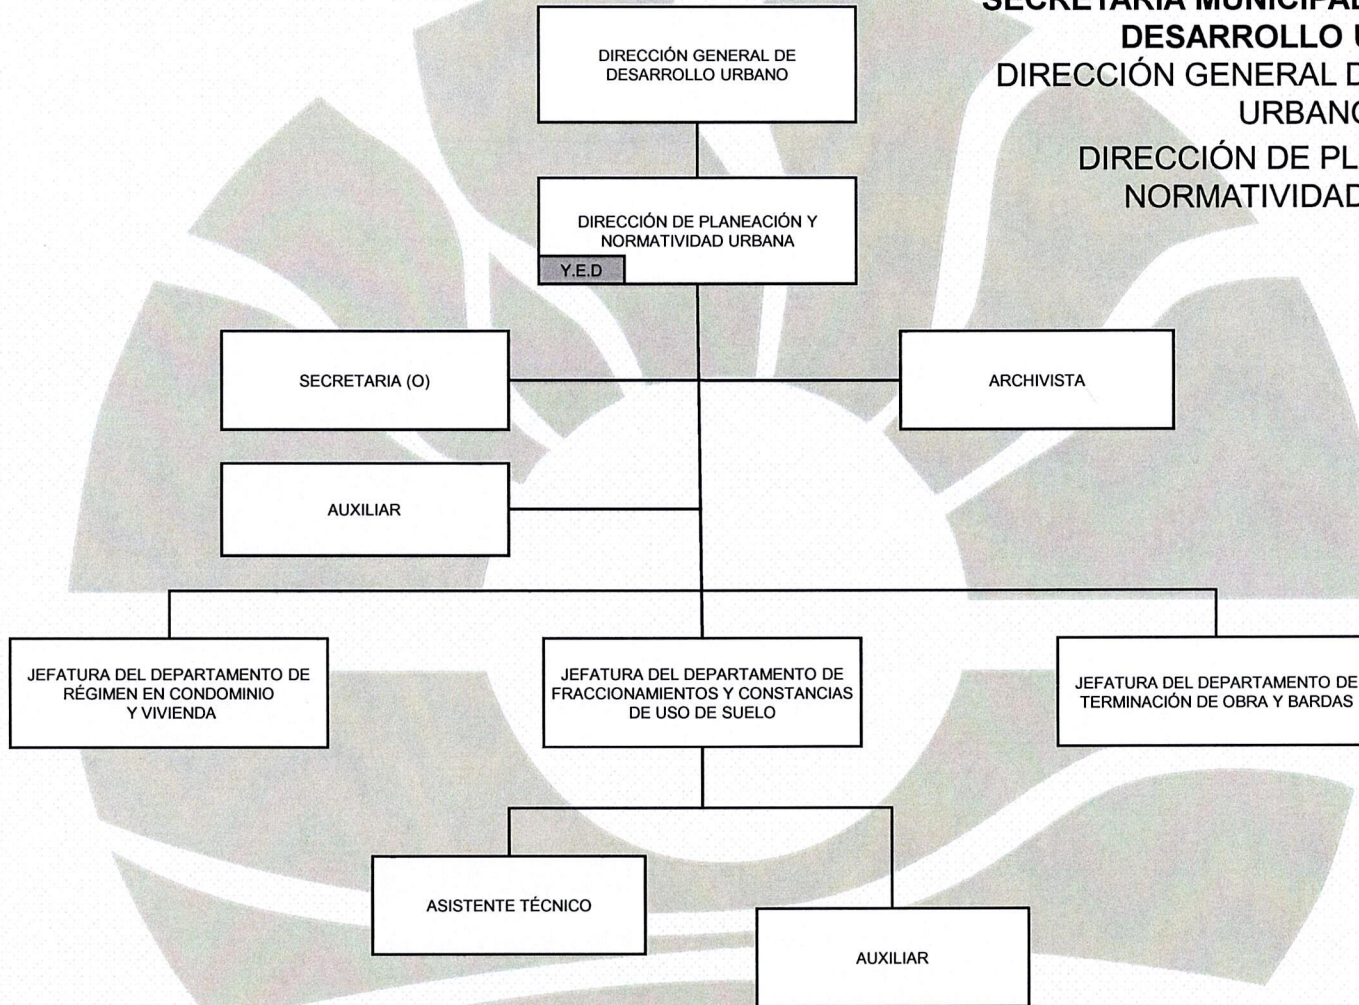 SECRETARÍA MUNICIPAL
DESARROLLO U
DIRECCIÓN GENERAL D
URBANO
DIRECCIÓN DE PL
NORMATIVIDAD
DIRECCIÓN GENERAL DE
DESARROLLO URBANO
DIRECCIÓN DE PLANEACIÓN Y
NORMATIVIDAD URBANA
Y.E.D
SECRETARIA (O)
ARCHIVISTA
AUXILIAR
JEFATURA DEL DEPARTAMENTO DE
RÉGIMEN EN CONDOMINIO
Y VIVIENDA
JEFATURA DEL DEPARTAMENTO DE
FRACCIONAMIENTOS Y CONSTANCIAS
DE USO DE SUELO
JEFATURA DEL DEPARTAMENTO DE
TERMINACIÓN DE OBRA Y BARDAS
ASISTENTE TÉCNICO
AUXILIAR